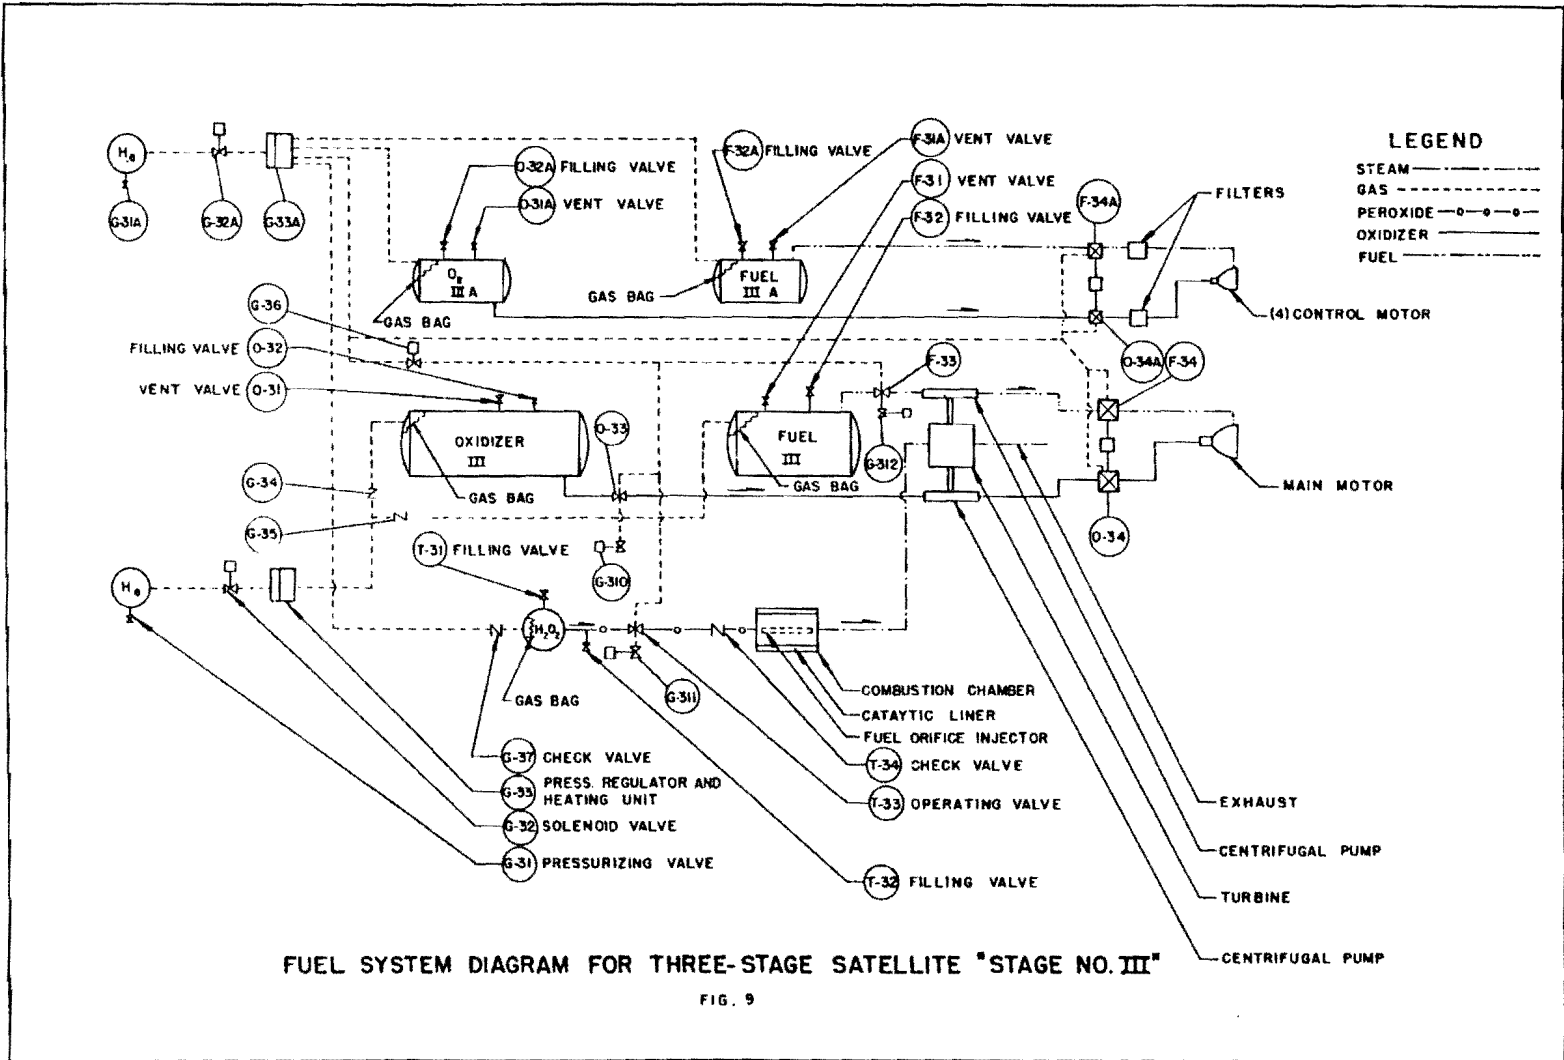 LEGEND
STEAM
GAS
PEROXIDE
OXIDIZER
FUEL
G-31A
G-32A
G-33A
O-32A FILLING VALVE
O-31A VENT VALVE
F-32A FILLING VALVE
F-31A VENT VALVE
F-31 VENT VALVE
F-32 FILLING VALVE
F-34A
FILTERS
III A
GAS BAG
FUEL
III A
GAS BAG
(4) CONTROL MOTOR
G-36
FILLING VALVE O-32
VENT VALVE O-31
O-34A
F-34
F-33
OXIDIZER
III
GAS BAG
O-33
FUEL
III
GAS BAG
G-312
MAIN MOTOR
G-34
G-35
O-34
T-31 FILLING VALVE
G-310
H2O2
GAS BAG
G-311
COMBUSTION CHAMBER
CATAYTIC LINER
FUEL ORIFICE INJECTOR
G-37 CHECK VALVE
G-33 PRESS. REGULATOR AND
HEATING UNIT
G-32 SOLENOID VALVE
G-31 PRESSURIZING VALVE
T-34 CHECK VALVE
T-33 OPERATING VALVE
T-32 FILLING VALVE
EXHAUST
CENTRIFUGAL PUMP
TURBINE
CENTRIFUGAL PUMP
FUEL SYSTEM DIAGRAM FOR THREE-STAGE SATELLITE "STAGE NO. III"
FIG. 9